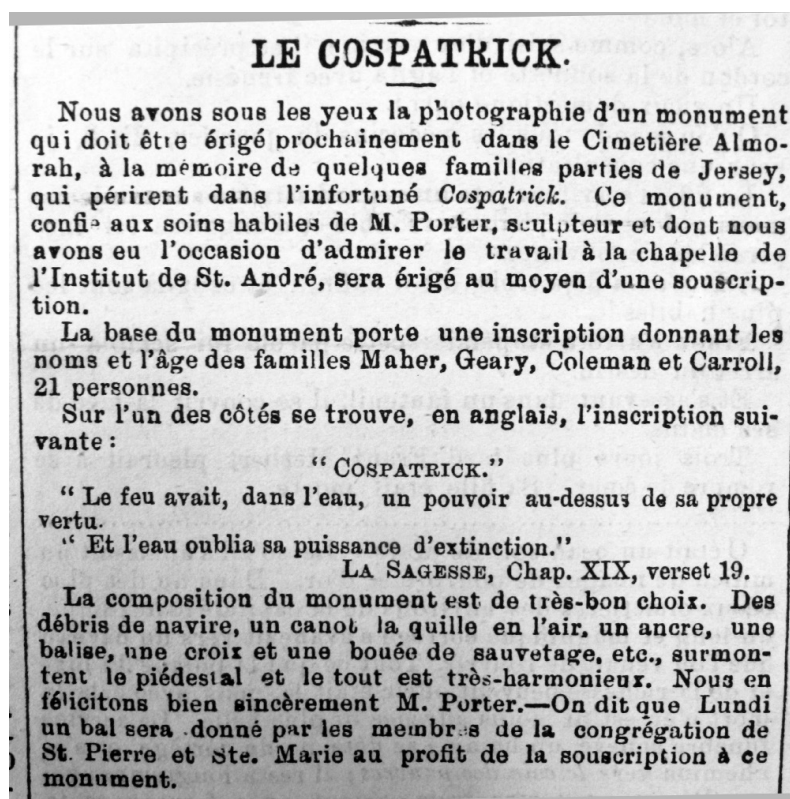 LE COSPATRICK.
Nous avons sous les yeux la photographie d'un monument
qui doit être érigé prochainement dans le Cimetière Almo-
rah, à la mémoire de quelques familles parties de Jersey,
qui périrent dans l'infortuné Cospatrick. Ce monument,
confié aux soins habiles de M. Porter, sculpteur et dont nous
avons eu l'occasion d'admirer le travail à la chapelle de
l'Institut de St. André, sera érigé au moyen d'une souscrip-
tion.
La base du monument porte une inscription donnant les
noms et l'âge des familles Maher, Geary, Coleman et Carroll,
21 personnes.
Sur l'un des côtés se trouve, en anglais, l'inscription sui-
vante :
"COSPATRICK."
" Le feu avait, dans l'eau, un pouvoir au-dessus de sa propre
vertu.
" Et l'eau oublia sa puissance d'extinction."
LA SAGESSE, Chap. XIX, verset 19.
La composition du monument est de très-bon choix. Des
débris de navire, un canot la quille en l'air, un ancre, une
balise, une croix et une bouée de sauvetage, etc., surmon-
tent le piédestal et le tout est très-harmonieux. Nous en
félicitons bien sincèrement M. Porter.—On dit que Lundi
un bal sera donné par les membres de la congrégation de
St. Pierre et Ste. Marie au profit de la souscription à ce
monument.